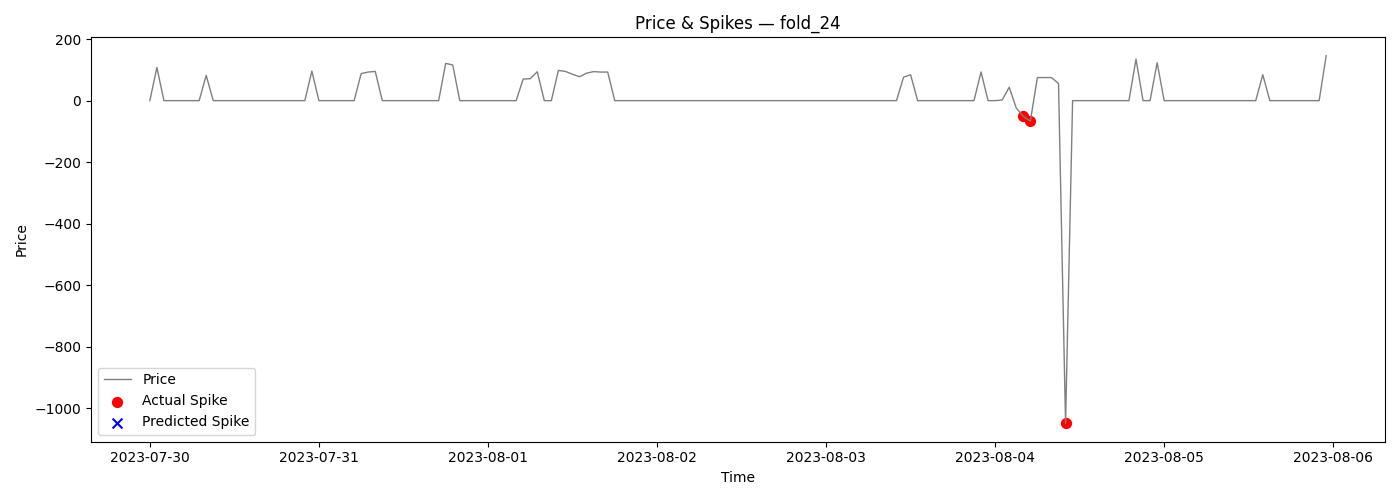 Price & Spikes — fold_24
200
0
−200
−400
−600
−800
−1000
Price
Price
Actual Spike
Predicted Spike
2023-07-30
2023-07-31
2023-08-01
2023-08-02
2023-08-03
2023-08-04
2023-08-05
2023-08-06
Time